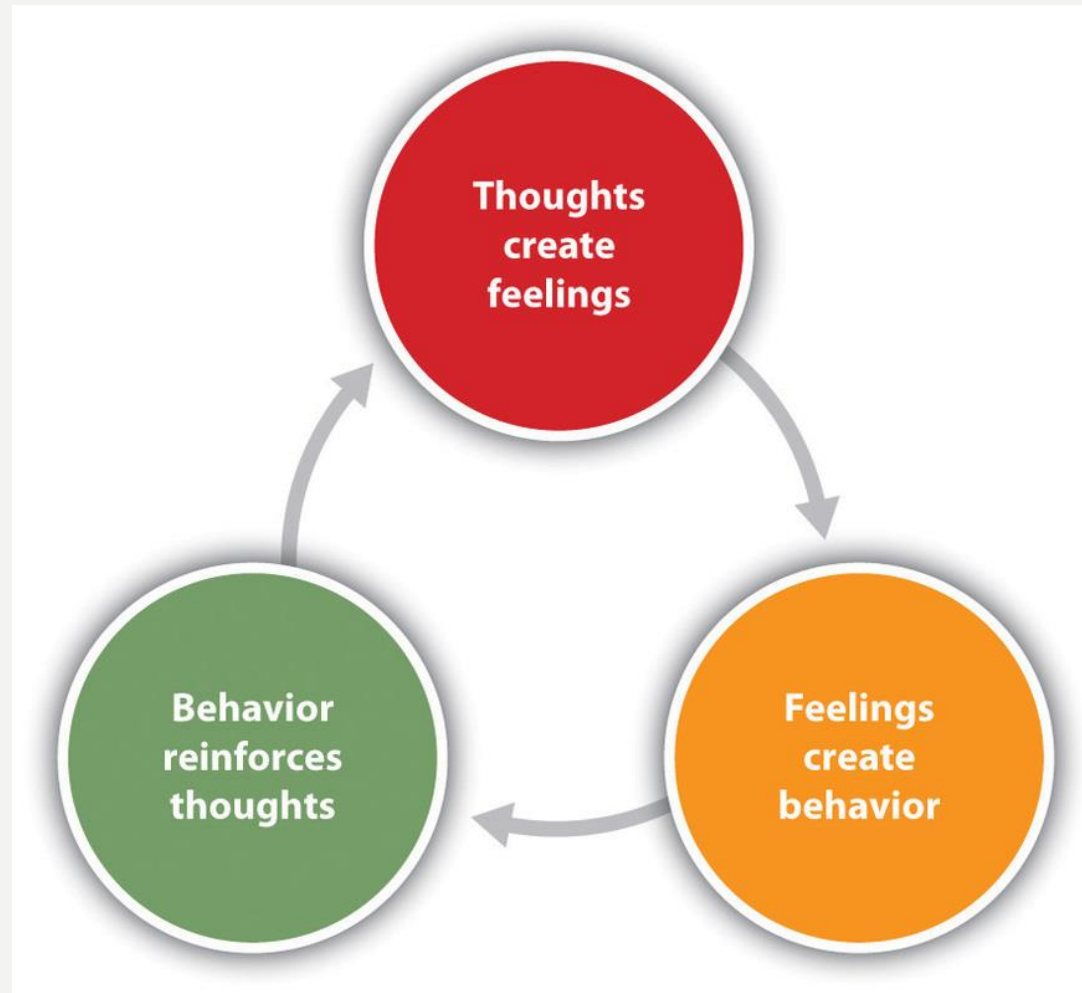 Thoughts
create
feelings
Feelings
create
behavior
Behavior
reinforces
thoughts